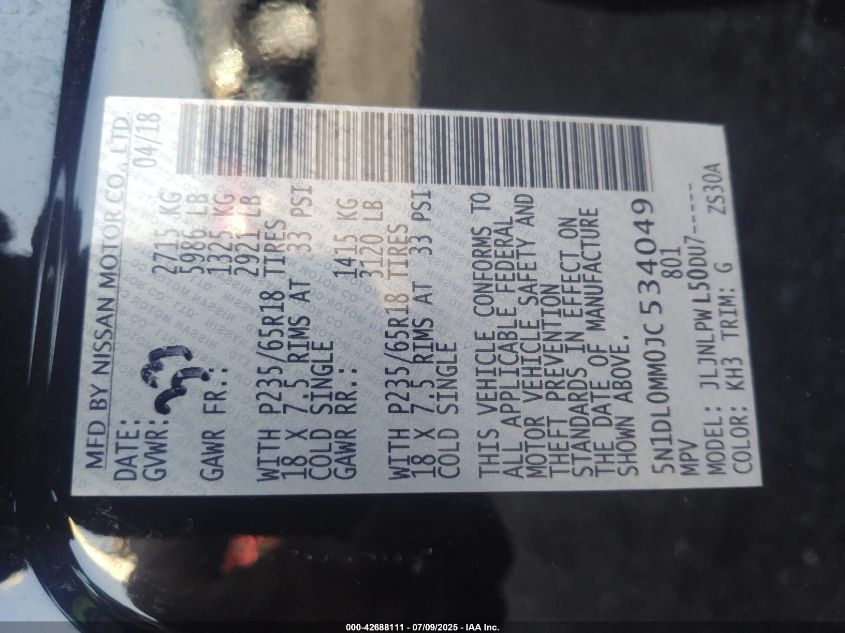 MFD BY NISSAN MOTOR CO., LTD.
DATE: 04/18
GVWR: 2715 KG
5986 LB
GAWR FR.: 1325 KG
2921 LB
WITH P235/65R18 TIRES
18 X 7.5 RIMS AT 33 PSI
COLD SINGLE
GAWR RR.: 1415 KG
3120 LB
WITH P235/65R18 TIRES
18 X 7.5 RIMS AT 33 PSI
COLD SINGLE
THIS VEHICLE CONFORMS TO
ALL APPLICABLE FEDERAL
MOTOR VEHICLE SAFETY AND
THEFT PREVENTION
STANDARDS IN EFFECT ON
THE DATE OF MANUFACTURE
SHOWN ABOVE.
5N1DL0MM0JC534049
MPV 801
MODEL: JLJNLPWL50DU7-----
COLOR: KH3 TRIM: G ZS30A
000-42688111 / 07/09/2025 - IAA Inc.